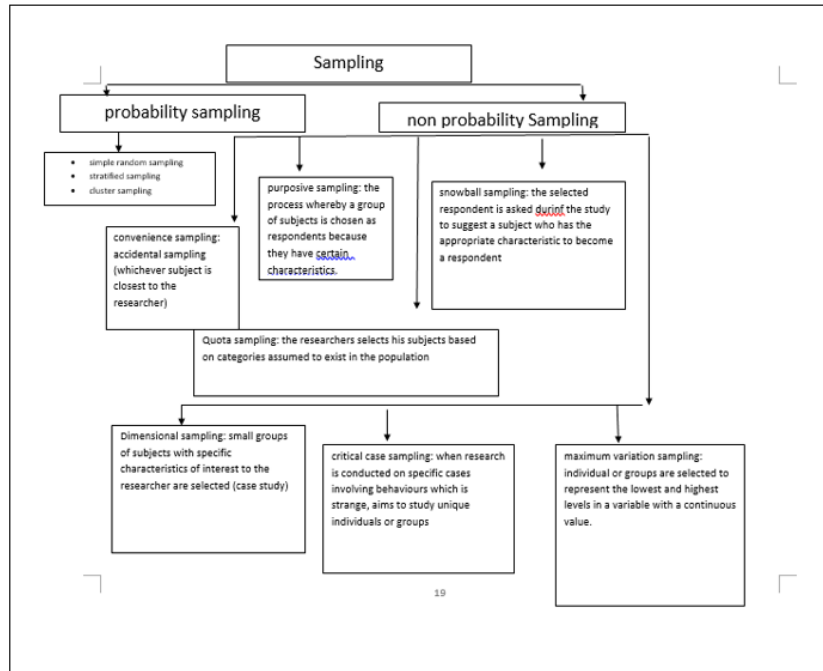 Sampling
probability sampling
non probability Sampling
• simple random sampling
• stratified sampling
• cluster sampling
purposive sampling: the
process whereby a group
of subjects is chosen as
respondents because
they have certain
characteristics.
snowball sampling: the selected
respondent is asked durinf the study
to suggest a subject who has the
appropriate characteristic to become
a respondent
convenience sampling:
accidental sampling
(whichever subject is
closest to the
researcher)
Quota sampling: the researchers selects his subjects based
on categories assumed to exist in the population
Dimensional sampling: small groups
of subjects with specific
characteristics of interest to the
researcher are selected (case study)
critical case sampling: when research
is conducted on specific cases
involving behaviours which is
strange, aims to study unique
individuals or groups
maximum variation sampling:
individual or groups are selected to
represent the lowest and highest
levels in a variable with a continuous
value.
19